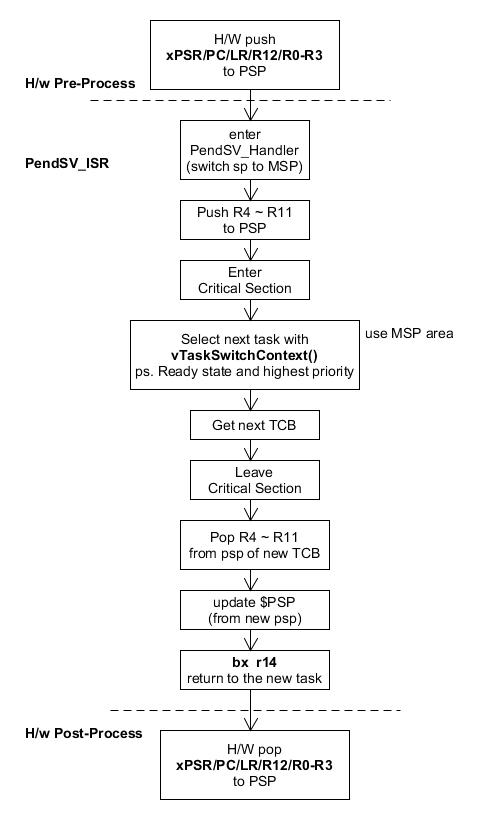 H/W push
xPSR/PC/LR/R12/R0-R3
to PSP
H/w Pre-Process
enter
PendSV_Handler
(switch sp to MSP)
PendSV_ISR
Push R4 ~ R11
to PSP
Enter
Critical Section
Select next task with
vTaskSwitchContext()
ps. Ready state and highest priority
use MSP area
Get next TCB
Leave
Critical Section
Pop R4 ~ R11
from psp of new TCB
update $PSP
(from new psp)
bx  r14
return to the new task
H/w Post-Process
H/W pop
xPSR/PC/LR/R12/R0-R3
to PSP